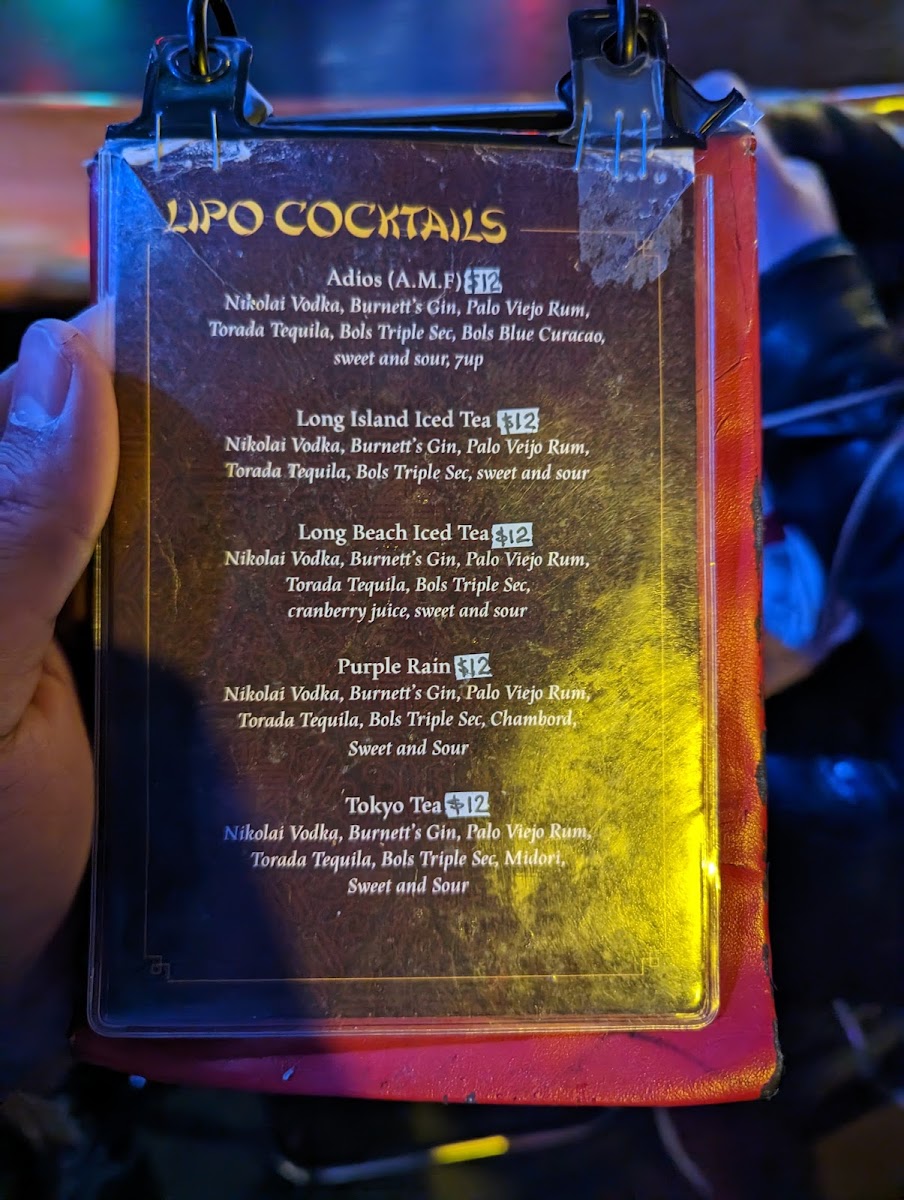 LIPO COCKTAILS
Adios (A.M.F) $12
Nikolai Vodka, Burnett's Gin, Palo Viejo Rum,
Torada Tequila, Bols Triple Sec, Bols Blue Curacao,
sweet and sour, 7up
Long Island Iced Tea $12
Nikolai Vodka, Burnett's Gin, Palo Veijo Rum,
Torada Tequila, Bols Triple Sec, sweet and sour
Long Beach Iced Tea $12
Nikolai Vodka, Burnett's Gin, Palo Viejo Rum,
Torada Tequila, Bols Triple Sec,
cranberry juice, sweet and sour
Purple Rain $12
Nikolai Vodka, Burnett's Gin, Palo Viejo Rum,
Torada Tequila, Bols Triple Sec, Chambord,
Sweet and Sour
Tokyo Tea $12
Nikolai Vodka, Burnett's Gin, Palo Viejo Rum,
Torada Tequila, Bols Triple Sec, Midori,
Sweet and Sour